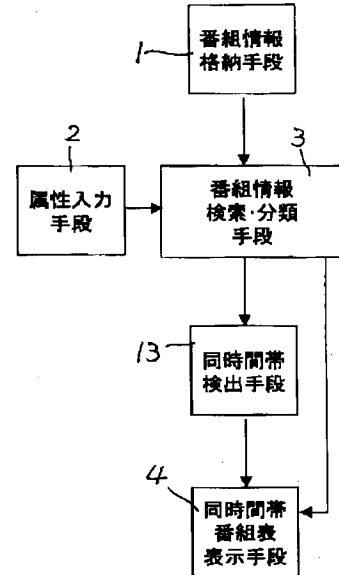 1
番組情報
格納手段
2
属性入力
手段
3
番組情報
検索・分類
手段
13
同時間帯
検出手段
4
同時間帯
番組表
表示手段